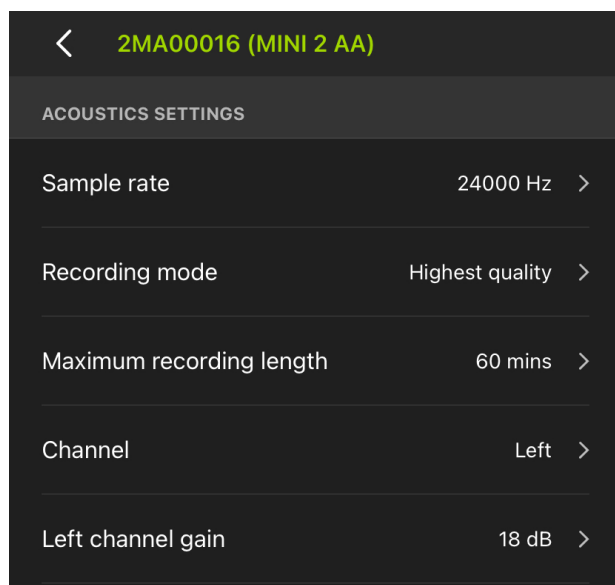 2MA00016 (MINI 2 AA)
ACOUSTICS SETTINGS
Sample rate 24000 Hz
Recording mode Highest quality
Maximum recording length 60 mins
Channel Left
Left channel gain 18 dB